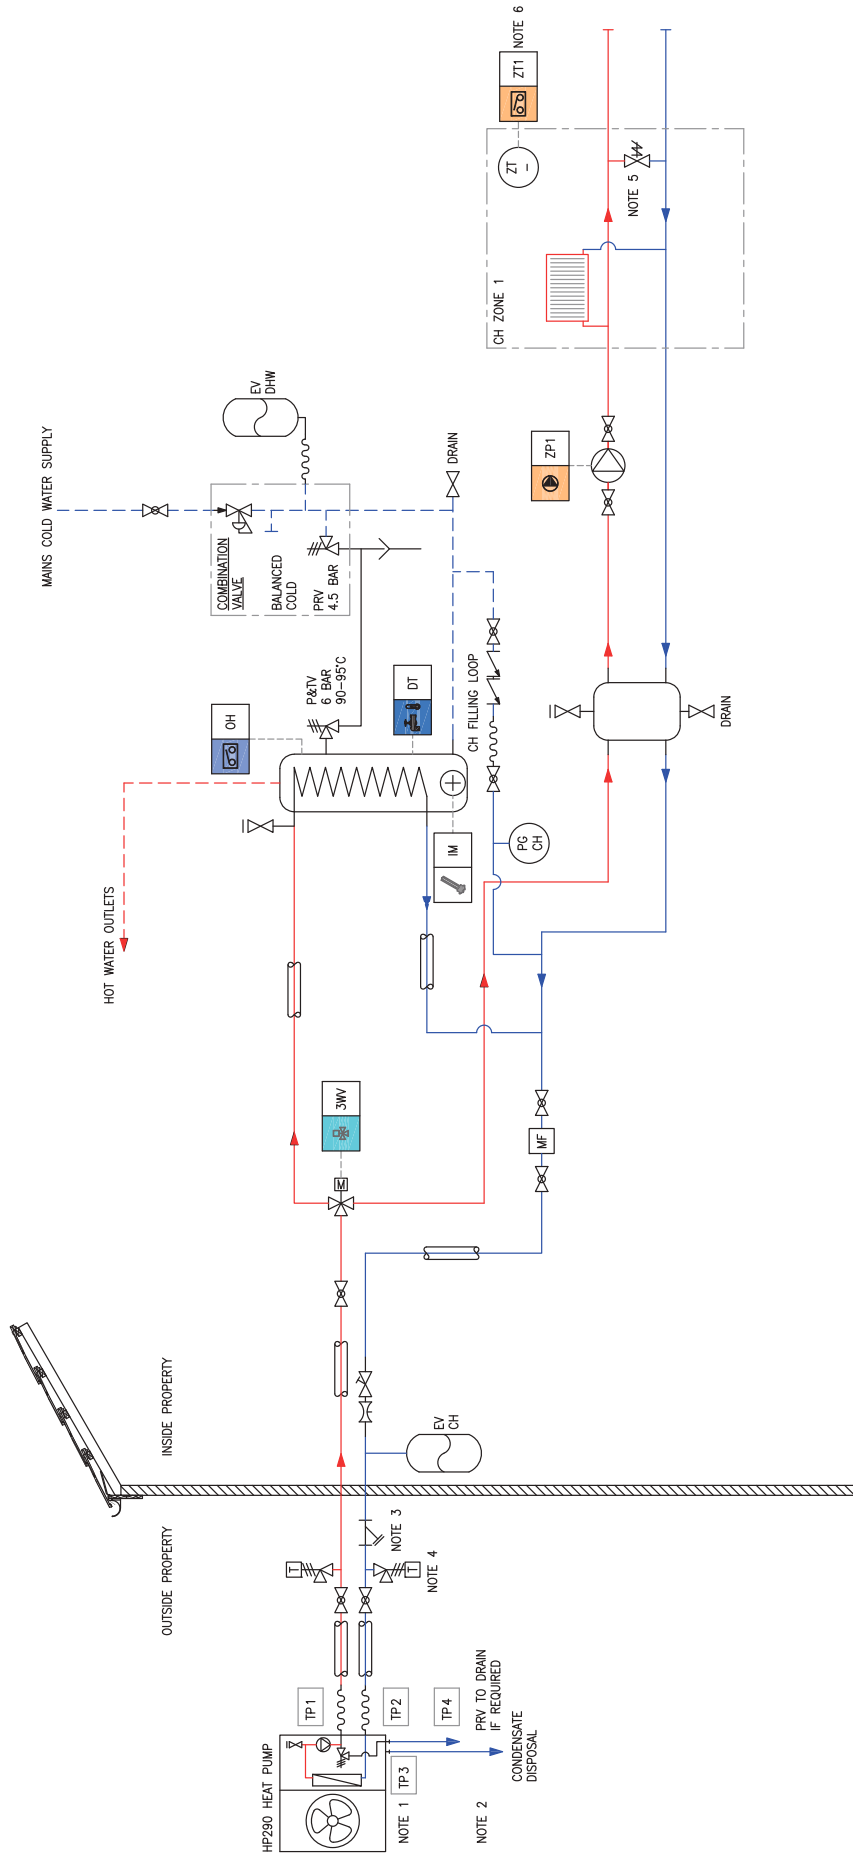 HP290 HEAT PUMP
NOTE 1
NOTE 2
TP3
TP1
TP2
TP4
PRV TO DRAIN
IF REQUIRED
CONDENSATE
DISPOSAL
OUTSIDE PROPERTY
INSIDE PROPERTY
T
T
NOTE 4
NOTE 3
EV
CH
M
3WV
MF
HOT WATER OUTLETS
OH
P&TV
6 BAR
90-95°C
DT
IM
PG
CH
CH FILLING LOOP
MAINS COLD WATER SUPPLY
COMBINATION
VALVE
BALANCED
COLD
PRV
4.5 BAR
EV
DHW
DRAIN
DRAIN
ZP1
CH ZONE 1
ZT
–
ZT1
NOTE 6
NOTE 5